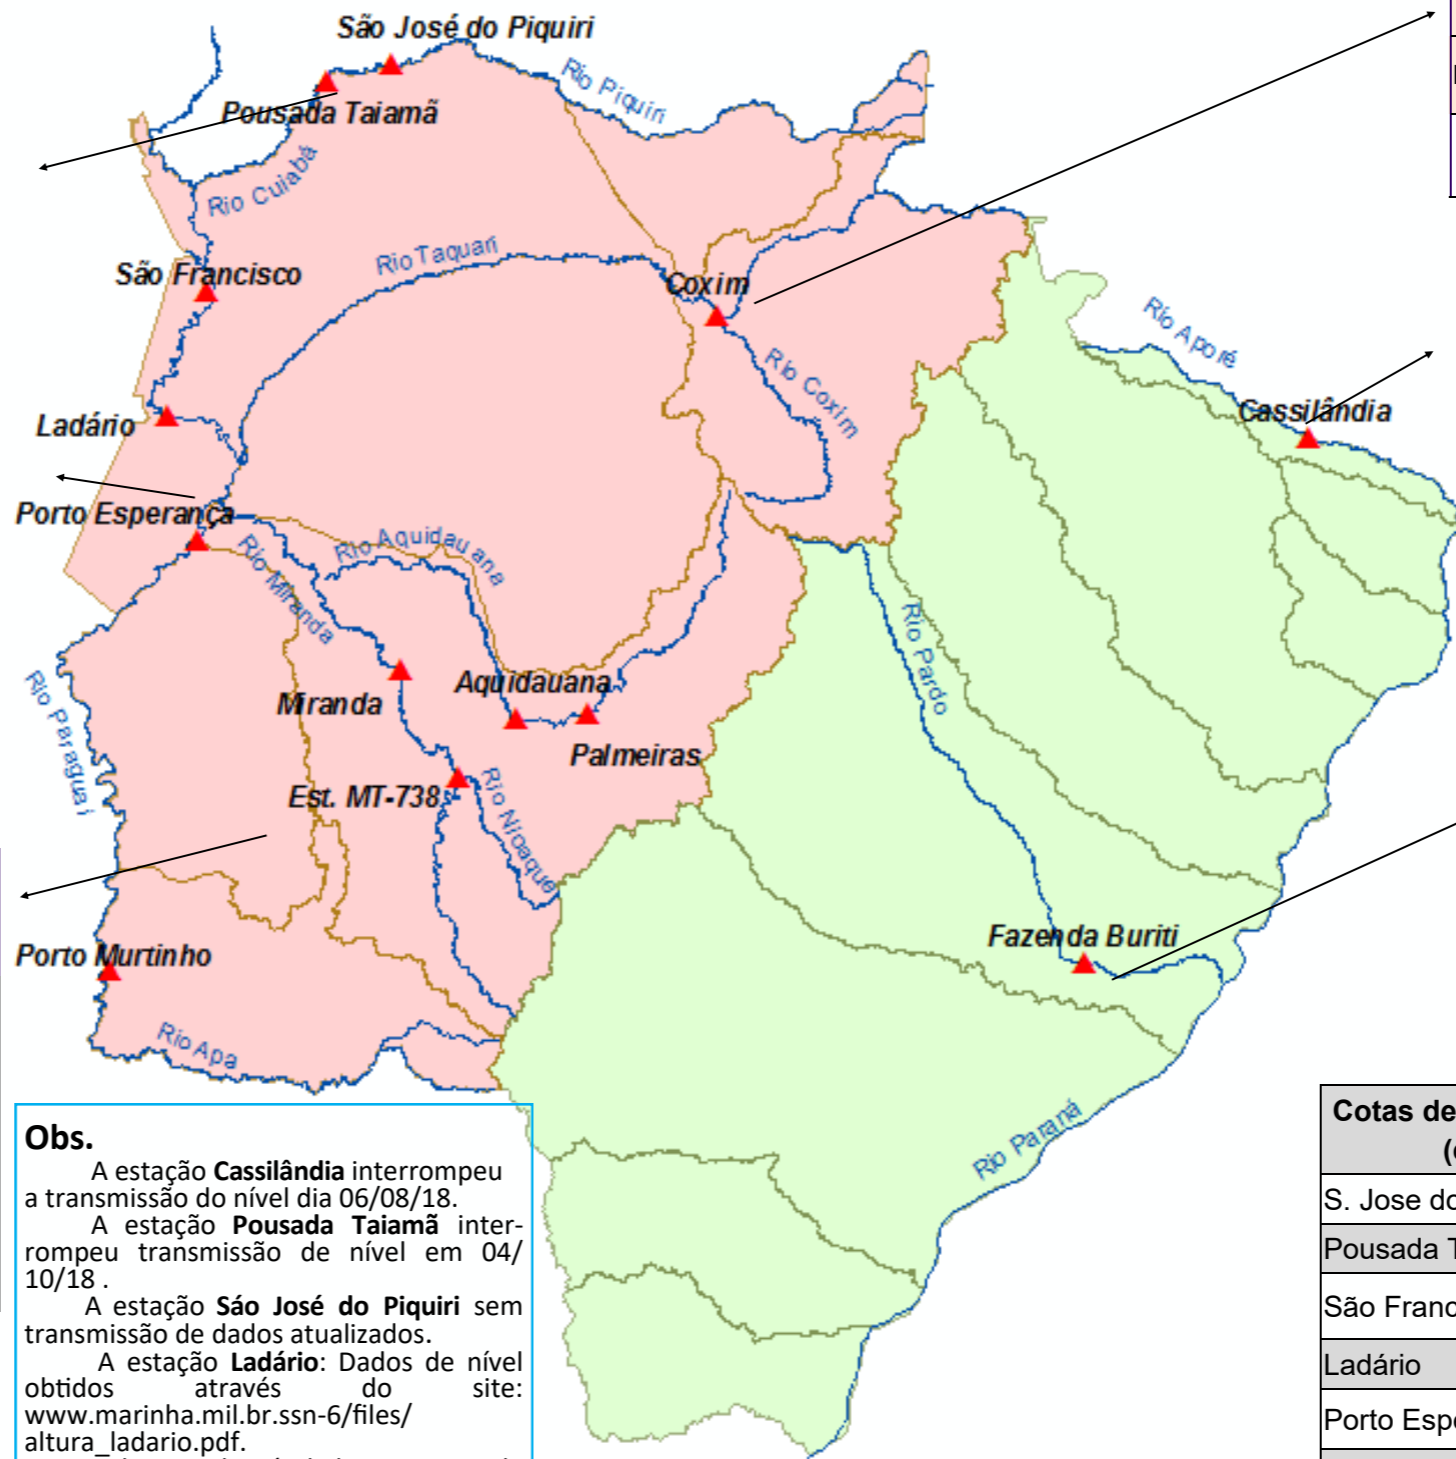 São José do Piquiri
Rio Piquiri
Pousada Taiamã
Rio Cuiabá
São Francisco
Rio Taquari
Coxim
Rio Aporé
Rio Coxim
Cassilândia
Ladário
Porto Esperança
Rio Aquidauana
Rio Miranda
Rio Pardo
Rio Paraguai
Aquidauana
Miranda
Palmeiras
Est. MT-738
Rio Nioaque
Fazenda Buriti
Porto Murtinho
Rio Apa
Rio Paraná
Obs.
A estação Cassilândia interrompeu
a transmissão do nível dia 06/08/18.
A estação Pousada Taiamã inter-
rompeu transmissão de nível em 04/
10/18 .
A estação Sáo José do Piquiri sem
transmissão de dados atualizados.
A estação Ladário: Dados de nível
obtidos através do site:
www.marinha.mil.br.ssn-6/files/
altura_ladario.pdf.
Cotas de
S. Jose do
Pousada T
São Franc
Ladário
Porto Espe